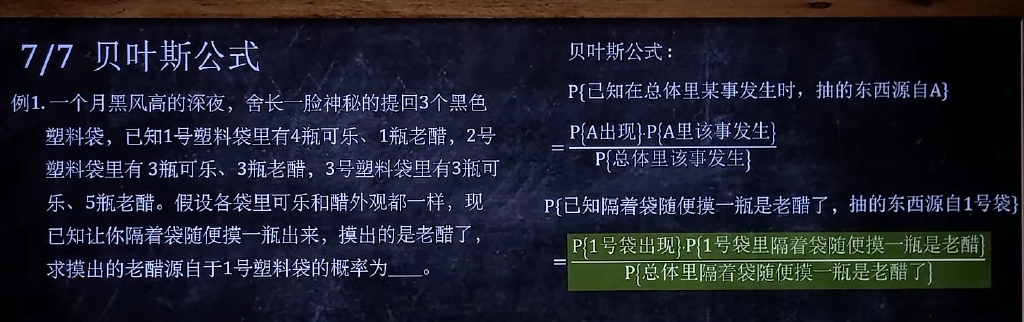 7/7 贝叶斯公式
例1. 一个月黑风高的深夜，舍长一脸神秘的提回3个黑色
塑料袋，已知1号塑料袋里有4瓶可乐、1瓶老醋，2号
塑料袋里有 3瓶可乐、3瓶老醋，3号塑料袋里有3瓶可
乐、5瓶老醋。假设各袋里可乐和醋外观都一样，现
已知让你隔着袋随便摸一瓶出来，摸出的是老醋了，
求摸出的老醋源自于1号塑料袋的概率为___。
贝叶斯公式：
P{已知在总体里某事发生时，抽的东西源自A}
= P{A出现}·P{A里该事发生}
P{总体里该事发生}
P{已知隔着袋随便摸一瓶是老醋了，抽的东西源自1号袋}
= P{1号袋出现}·P{1号袋里隔着袋随便摸一瓶是老醋}
P{总体里隔着袋随便摸一瓶是老醋了}